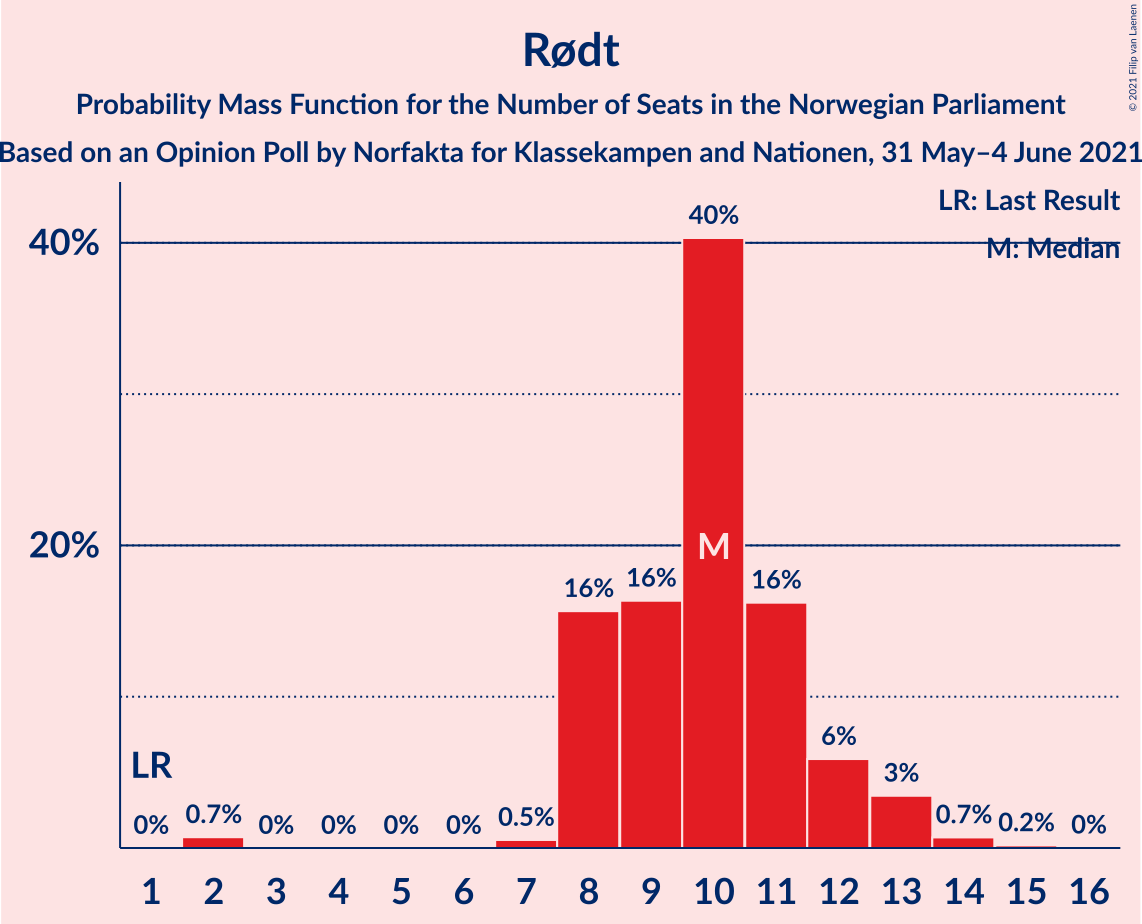 Rødt
Probability Mass Function for the Number of Seats in the Norwegian Parliament
Based on an Opinion Poll by Norfakta for Klassekampen and Nationen, 31 May–4 June 2021
© 2021 Filip van Laenen
LR: Last Result
M: Median
40%
20%
40%
M
16%
16%
16%
6%
3%
LR
0%
0.7%
0%
0%
0%
0%
0.5%
0.7%
0.2%
0%
1 2 3 4 5 6 7 8 9 10 11 12 13 14 15 16